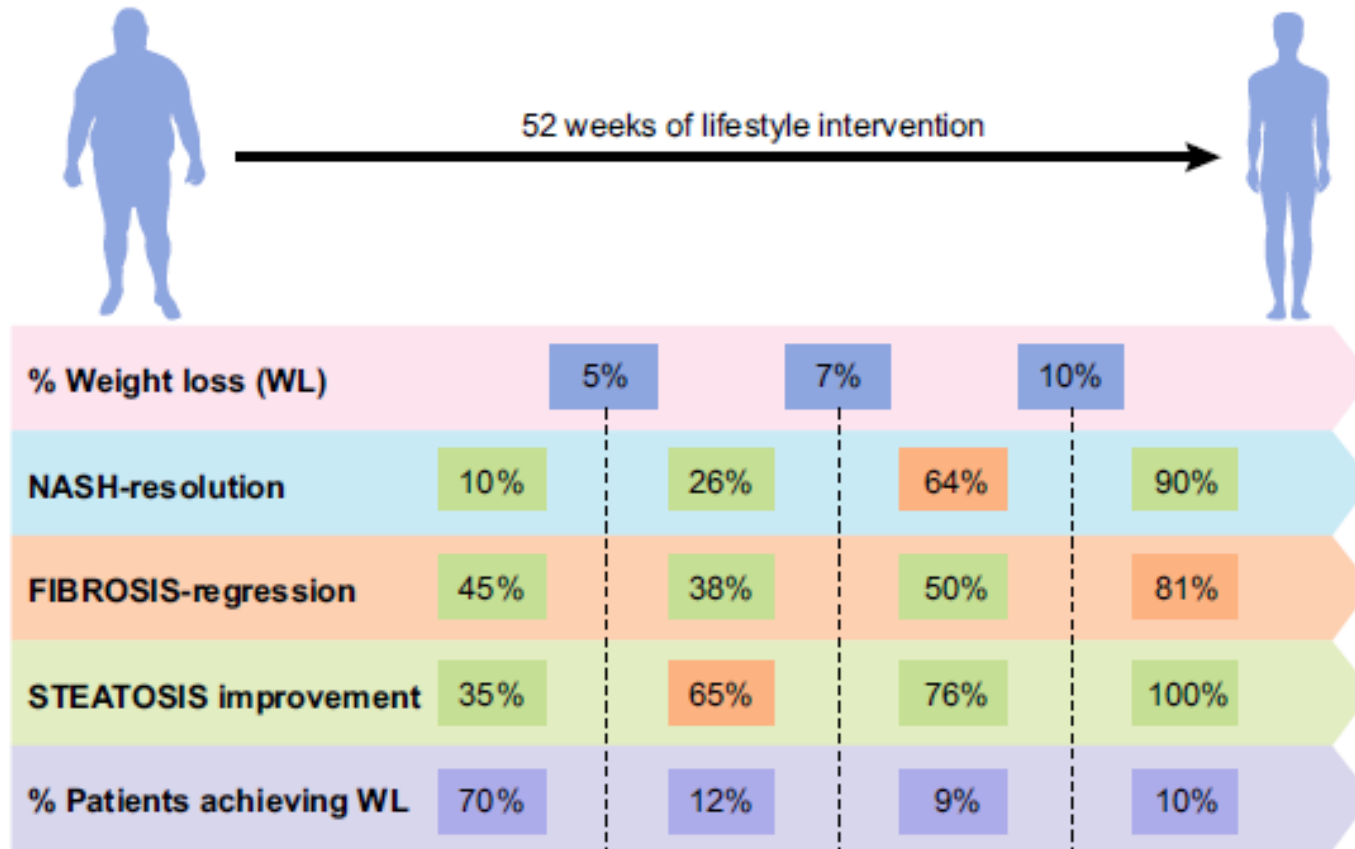 52 weeks of lifestyle intervention
% Weight loss (WL) 5% 7% 10%
NASH-resolution 10% 26% 64% 90%
FIBROSIS-regression 45% 38% 50% 81%
STEATOSIS improvement 35% 65% 76% 100%
% Patients achieving WL 70% 12% 9% 10%